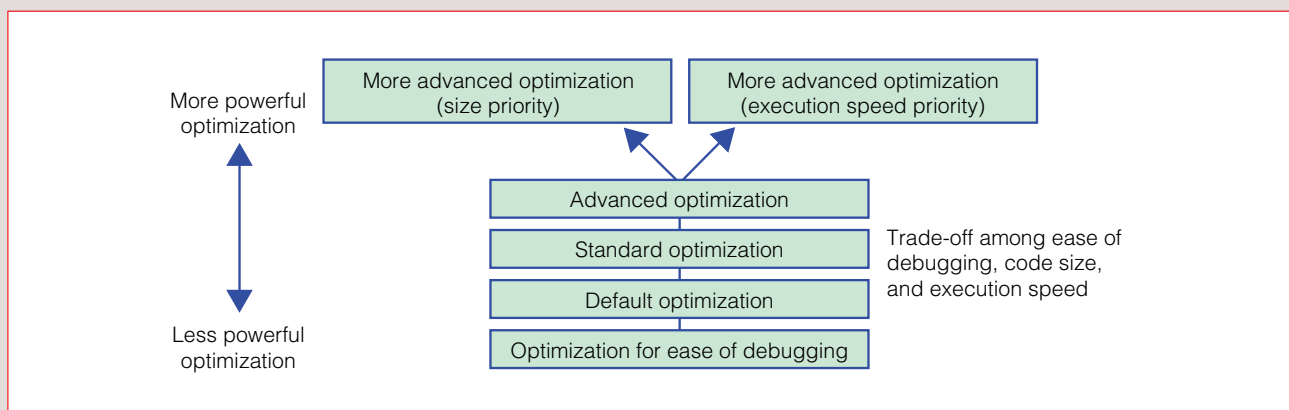 More advanced optimization
(size priority)
More advanced optimization
(execution speed priority)
More powerful
optimization
Advanced optimization
Standard optimization
Trade-off among ease of
debugging, code size,
and execution speed
Default optimization
Less powerful
optimization
Optimization for ease of debugging